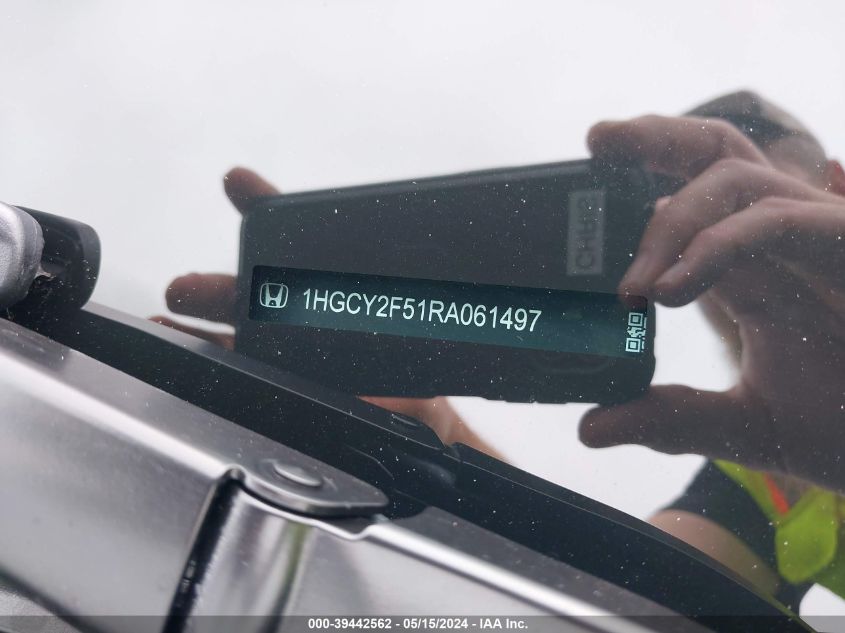 1HGCY2F51RA061497
000-39442562 - 05/15/2024 - IAA Inc.